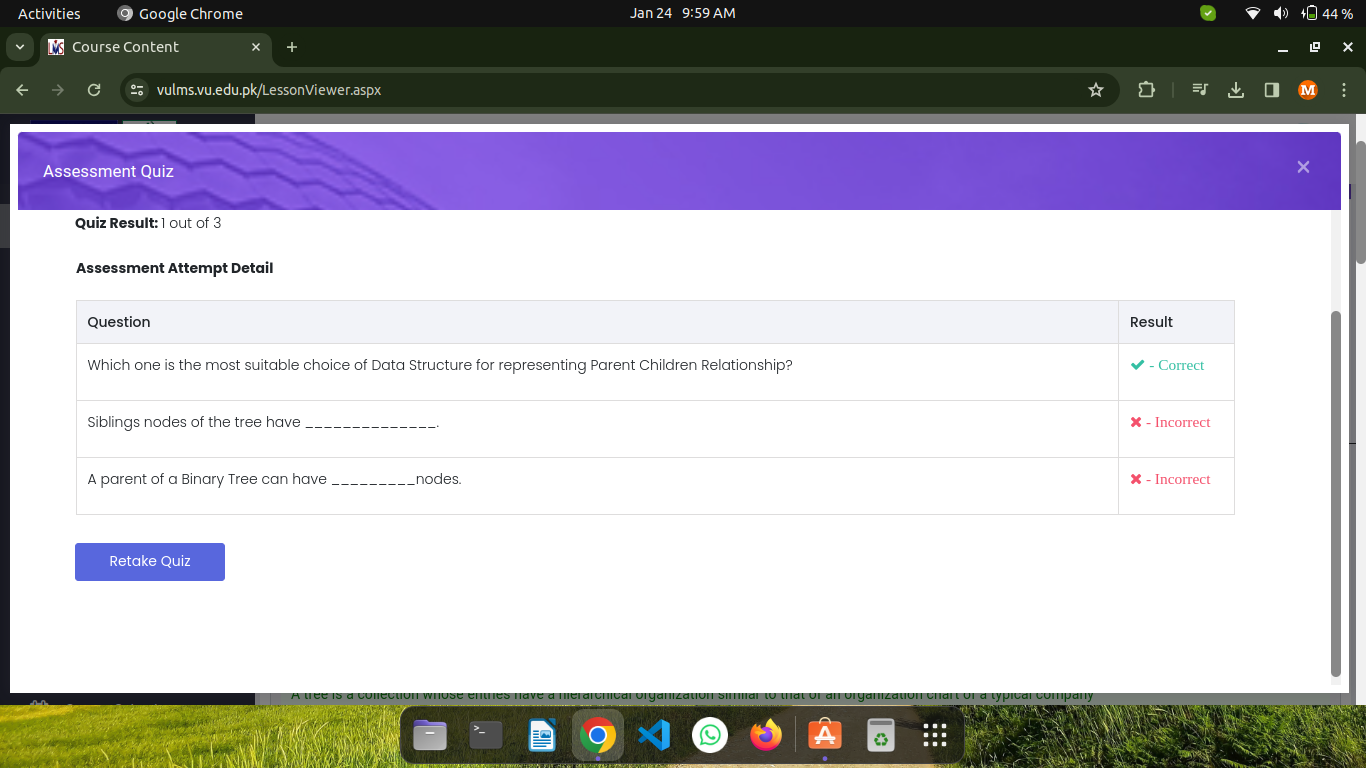 Activities Google Chrome Jan 24 9:59 AM 44 %
Course Content
vulms.vu.edu.pk/LessonViewer.aspx M
Assessment Quiz ×
Quiz Result: 1 out of 3
Assessment Attempt Detail
Question Result
Which one is the most suitable choice of Data Structure for representing Parent Children Relationship? - Correct
Siblings nodes of the tree have ______________. - Incorrect
A parent of a Binary Tree can have _________nodes. - Incorrect
Retake Quiz
A tree is a collection whose entries have a hierarchical organization similar to that of an organization chart of a typical company